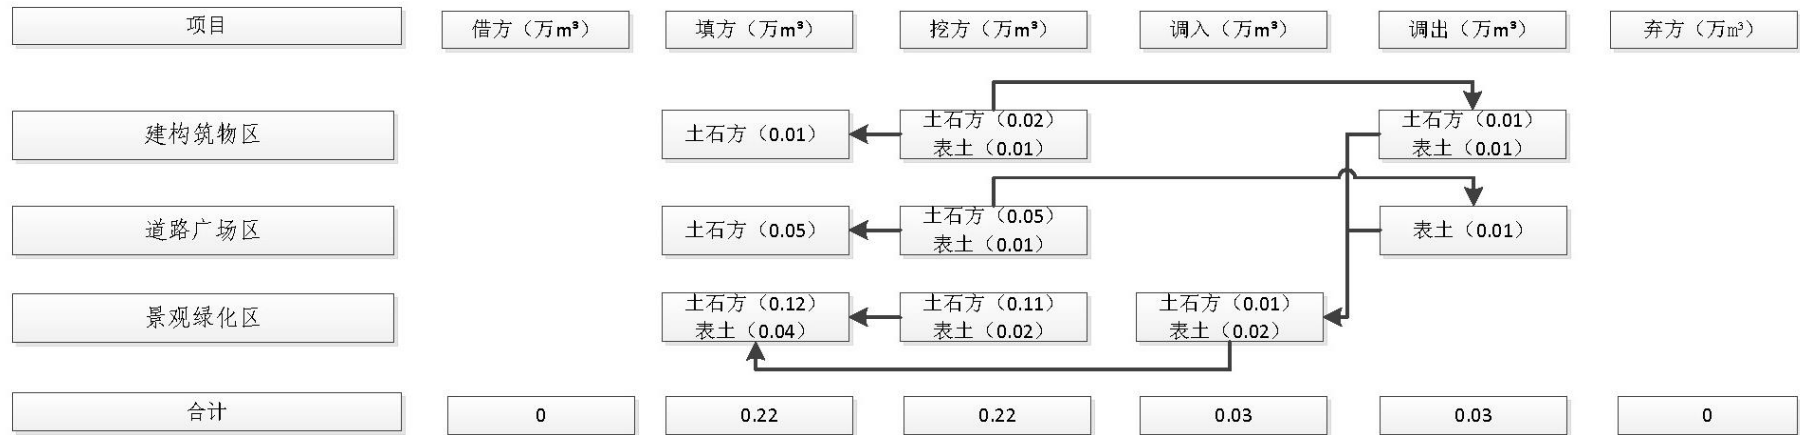 项目 借方（万m³） 填方（万m³） 挖方（万m³） 调入（万m³） 调出（万m³） 弃方（万m³）
建构筑物区
土石方（0.01）
土石方（0.02）
表土（0.01）
土石方（0.01）
表土（0.01）
道路广场区
土石方（0.05）
土石方（0.05）
表土（0.01）
表土（0.01）
景观绿化区
土石方（0.12）
表土（0.04）
土石方（0.11）
表土（0.02）
土石方（0.01）
表土（0.02）
合计 0 0.22 0.22 0.03 0.03 0